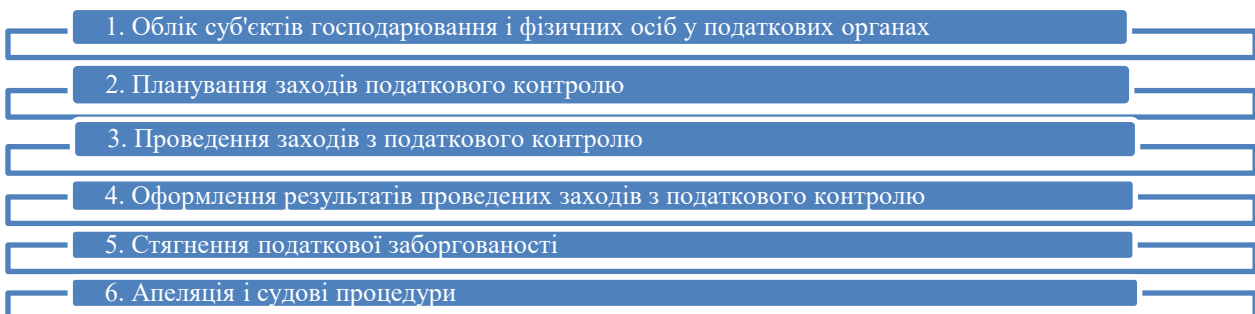 1. Облік суб'єктів господарювання і фізичних осіб у податкових органах
2. Планування заходів податкового контролю
3. Проведення заходів з податкового контролю
4. Оформлення результатів проведених заходів з податкового контролю
5. Стягнення податкової заборгованості
6. Апеляція і судові процедури